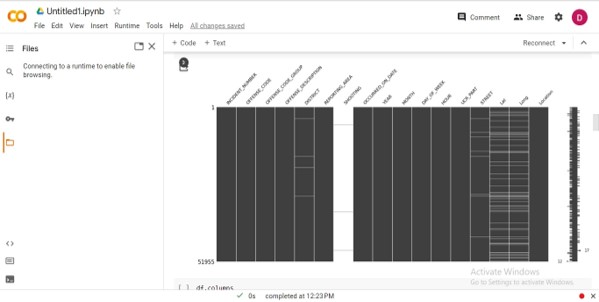 Untitled1.ipynb
File Edit View Insert Runtime Tools Help All changes saved
Comment Share D
Files
+ Code + Text Reconnect
Connecting to a runtime to enable file
browsing.
{x}
INCIDENT_NUMBER
OFFENSE_CODE
OFFENSE_CODE_GROUP
OFFENSE_DESCRIPTION
DISTRICT
REPORTING_AREA
SHOOTING
OCCURRED_ON_DATE
YEAR
MONTH
DAY_OF_WEEK
HOUR
UCR_PART
STREET
Lat
Long
Location
1
51955
[ ] df.columns
Activate Windows
Go to Settings to activate Windows.
0s completed at 12:23 PM